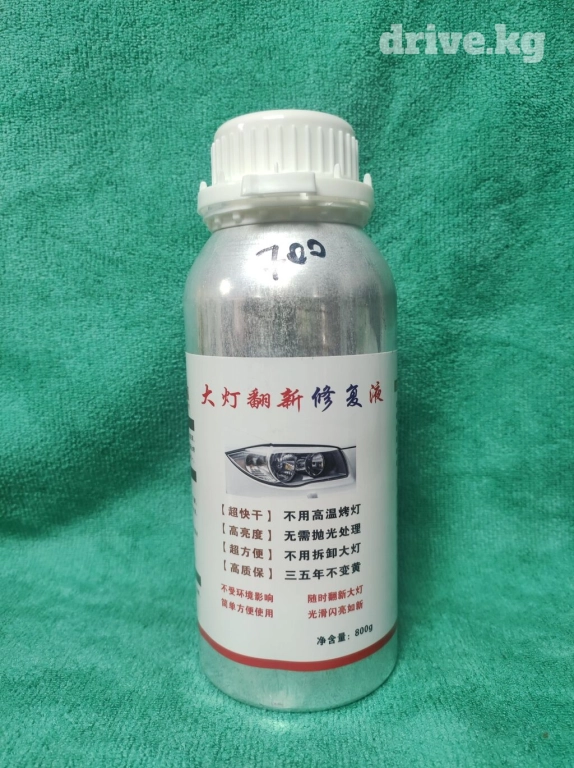 drive.kg
700
大灯翻新修复液
【超快干】 不用高温烤灯
【高亮度】 无需抛光处理
【超方便】 不用拆卸大灯
【高质保】 三五年不变黄
不受环境影响 随时翻新大灯
简单方便使用 光滑闪亮如新
净含量：800g